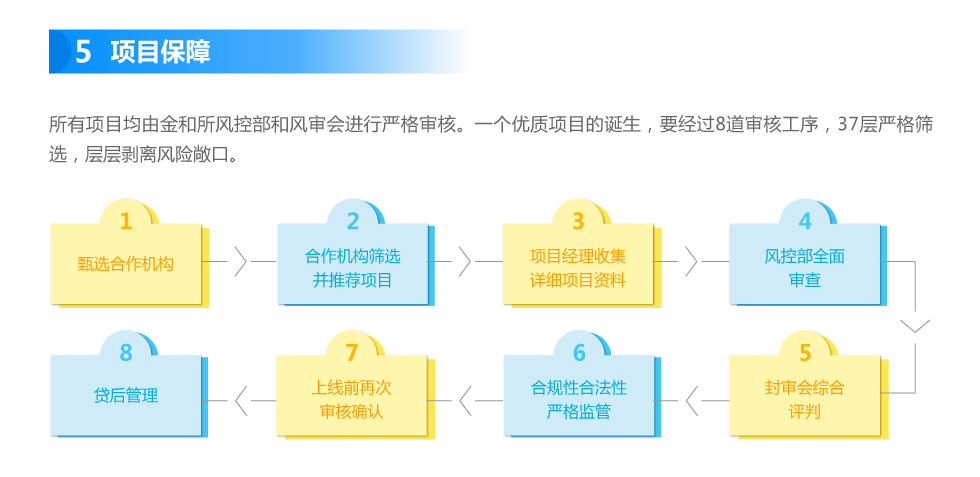 5 项目保障
所有项目均由金和所风控部和风审会进行严格审核。一个优质项目的诞生，要经过8道审核工序，37层严格筛
选，层层剥离风险敞口。
1
甄选合作机构
2
合作机构筛选
并推荐项目
3
项目经理收集
详细项目资料
4
风控部全面
审查
5
封审会综合
评判
6
合规性合法性
严格监管
7
上线前再次
审核确认
8
贷后管理